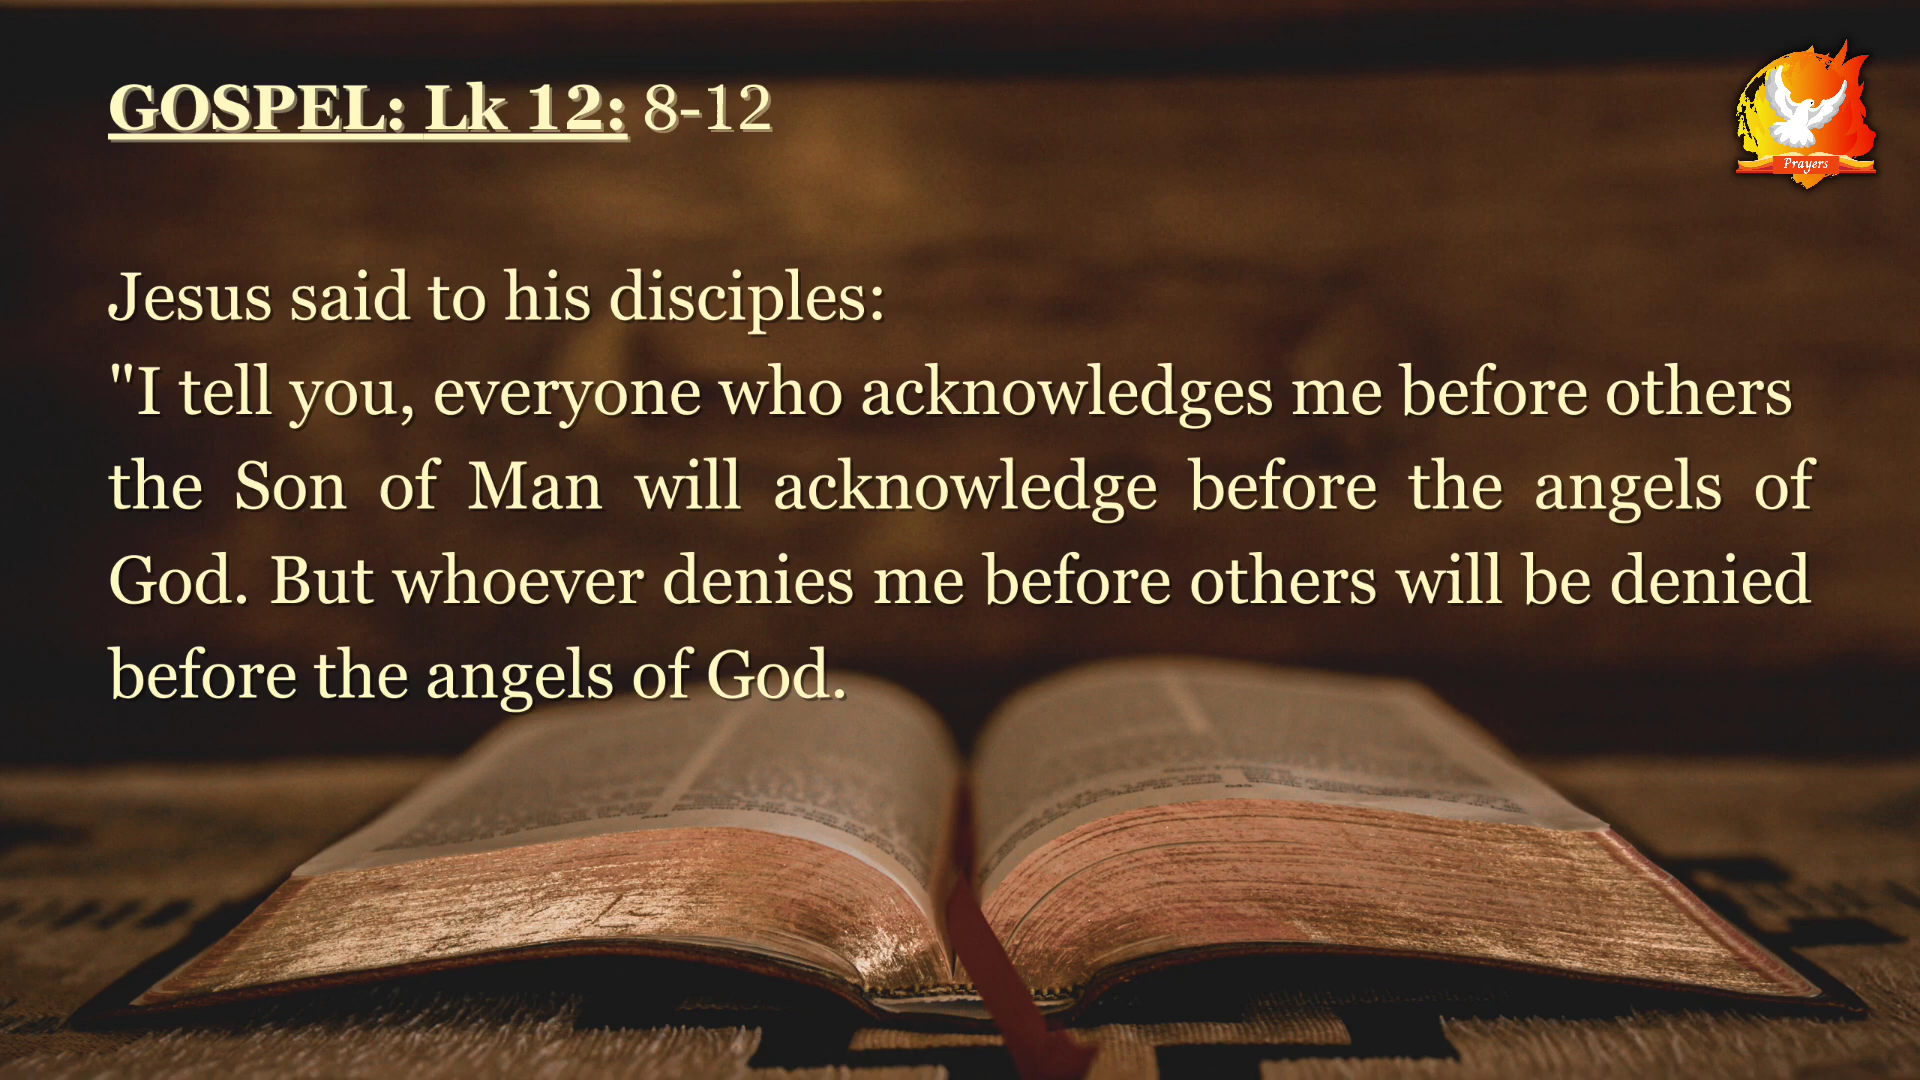 GOSPEL: Lk 12: 8-12
Prayers
Jesus said to his disciples:
"I tell you, everyone who acknowledges me before others
the Son of Man will acknowledge before the angels of
God. But whoever denies me before others will be denied
before the angels of God.